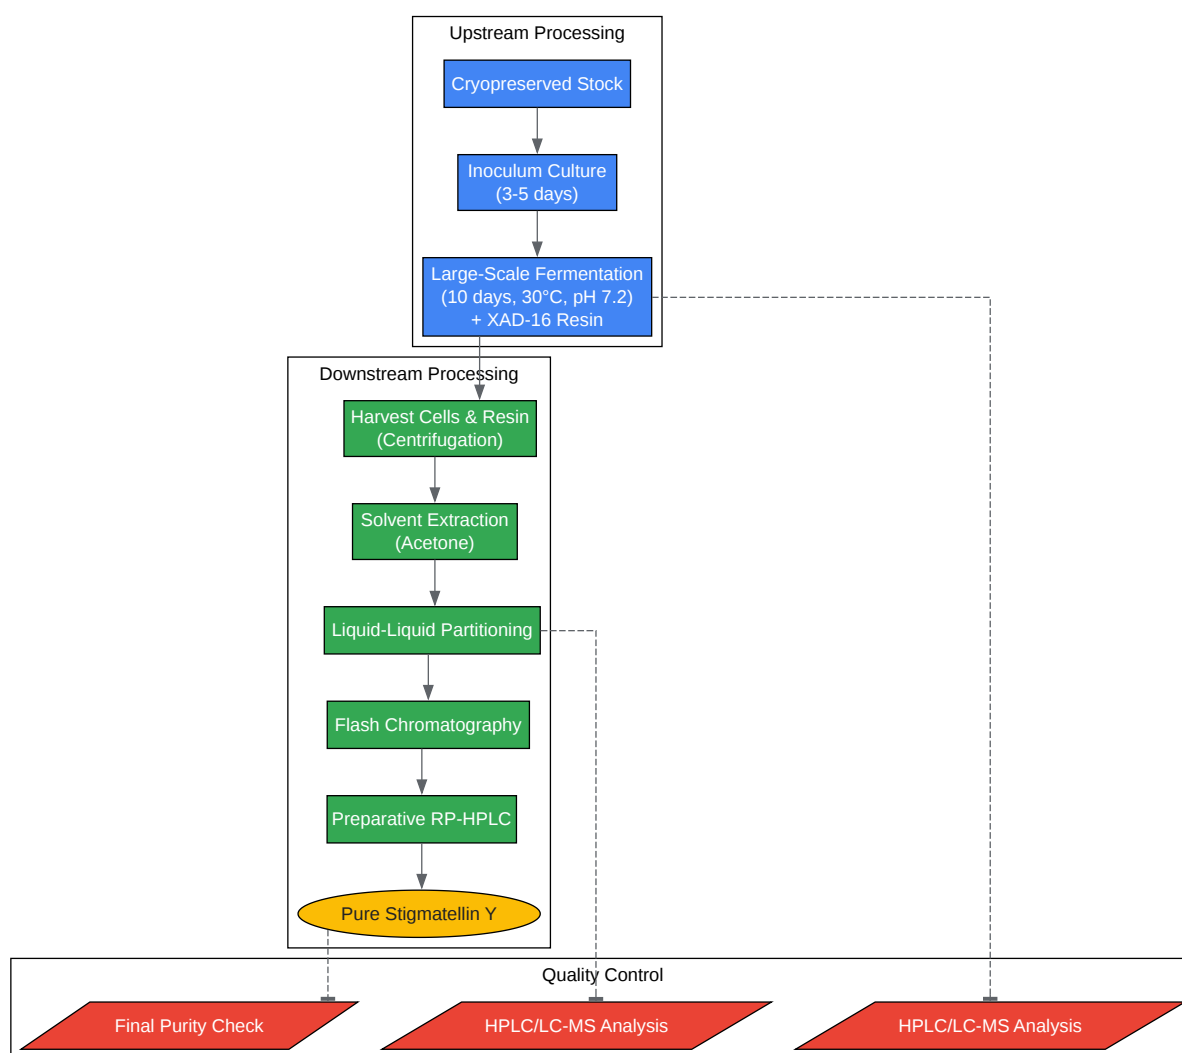 Upstream Processing
Cryopreserved Stock
Inoculum Culture
(3-5 days)
Large-Scale Fermentation
(10 days, 30°C, pH 7.2)
+ XAD-16 Resin
Downstream Processing
Harvest Cells & Resin
(Centrifugation)
Solvent Extraction
(Acetone)
Liquid-Liquid Partitioning
Flash Chromatography
Preparative RP-HPLC
Pure Stigmatellin Y
Quality Control
Final Purity Check
HPLC/LC-MS Analysis
HPLC/LC-MS Analysis